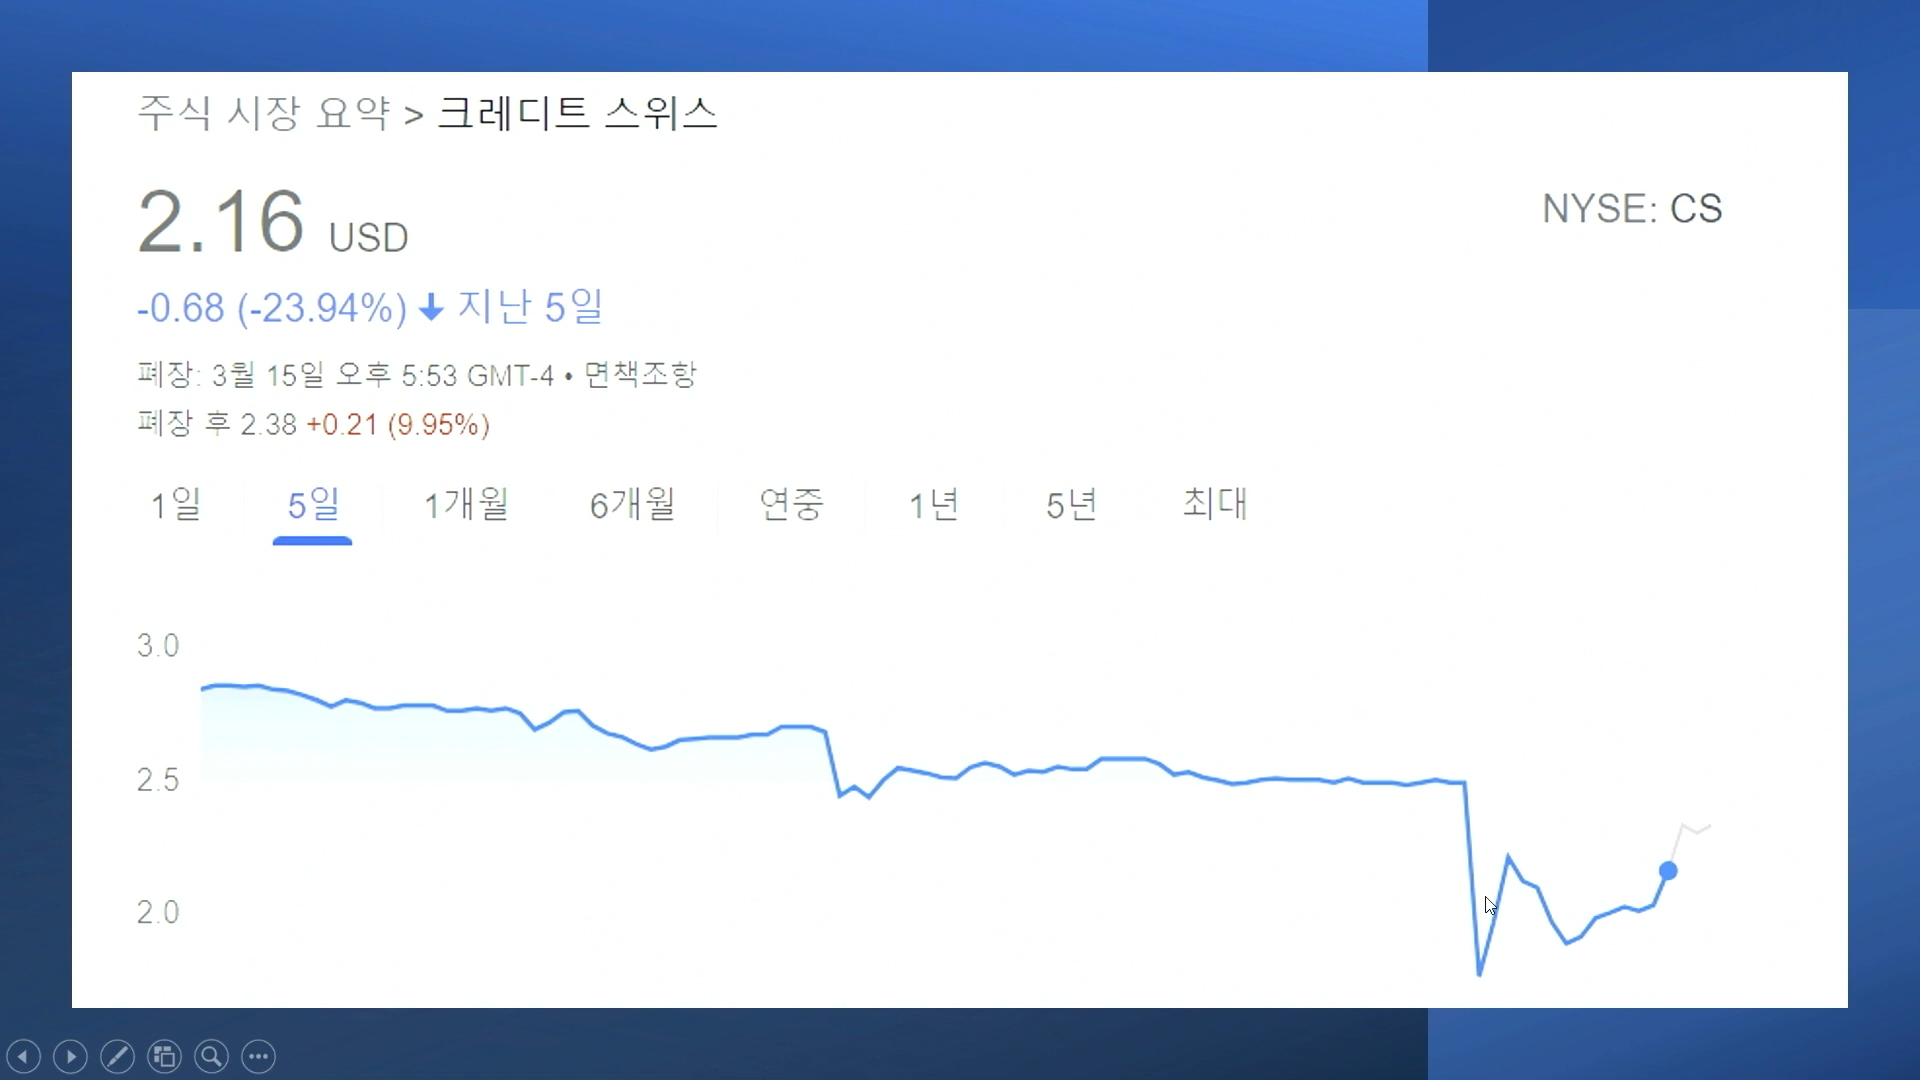 주식 시장 요약 > 크레디트 스위스
2.16 USD
NYSE: CS
-0.68 (-23.94%) ↓ 지난 5일
폐장: 3월 15일 오후 5:53 GMT-4 • 면책조항
폐장 후 2.38 +0.21 (9.95%)
1일 5일 1개월 6개월 연중 1년 5년 최대
3.0
2.5
2.0